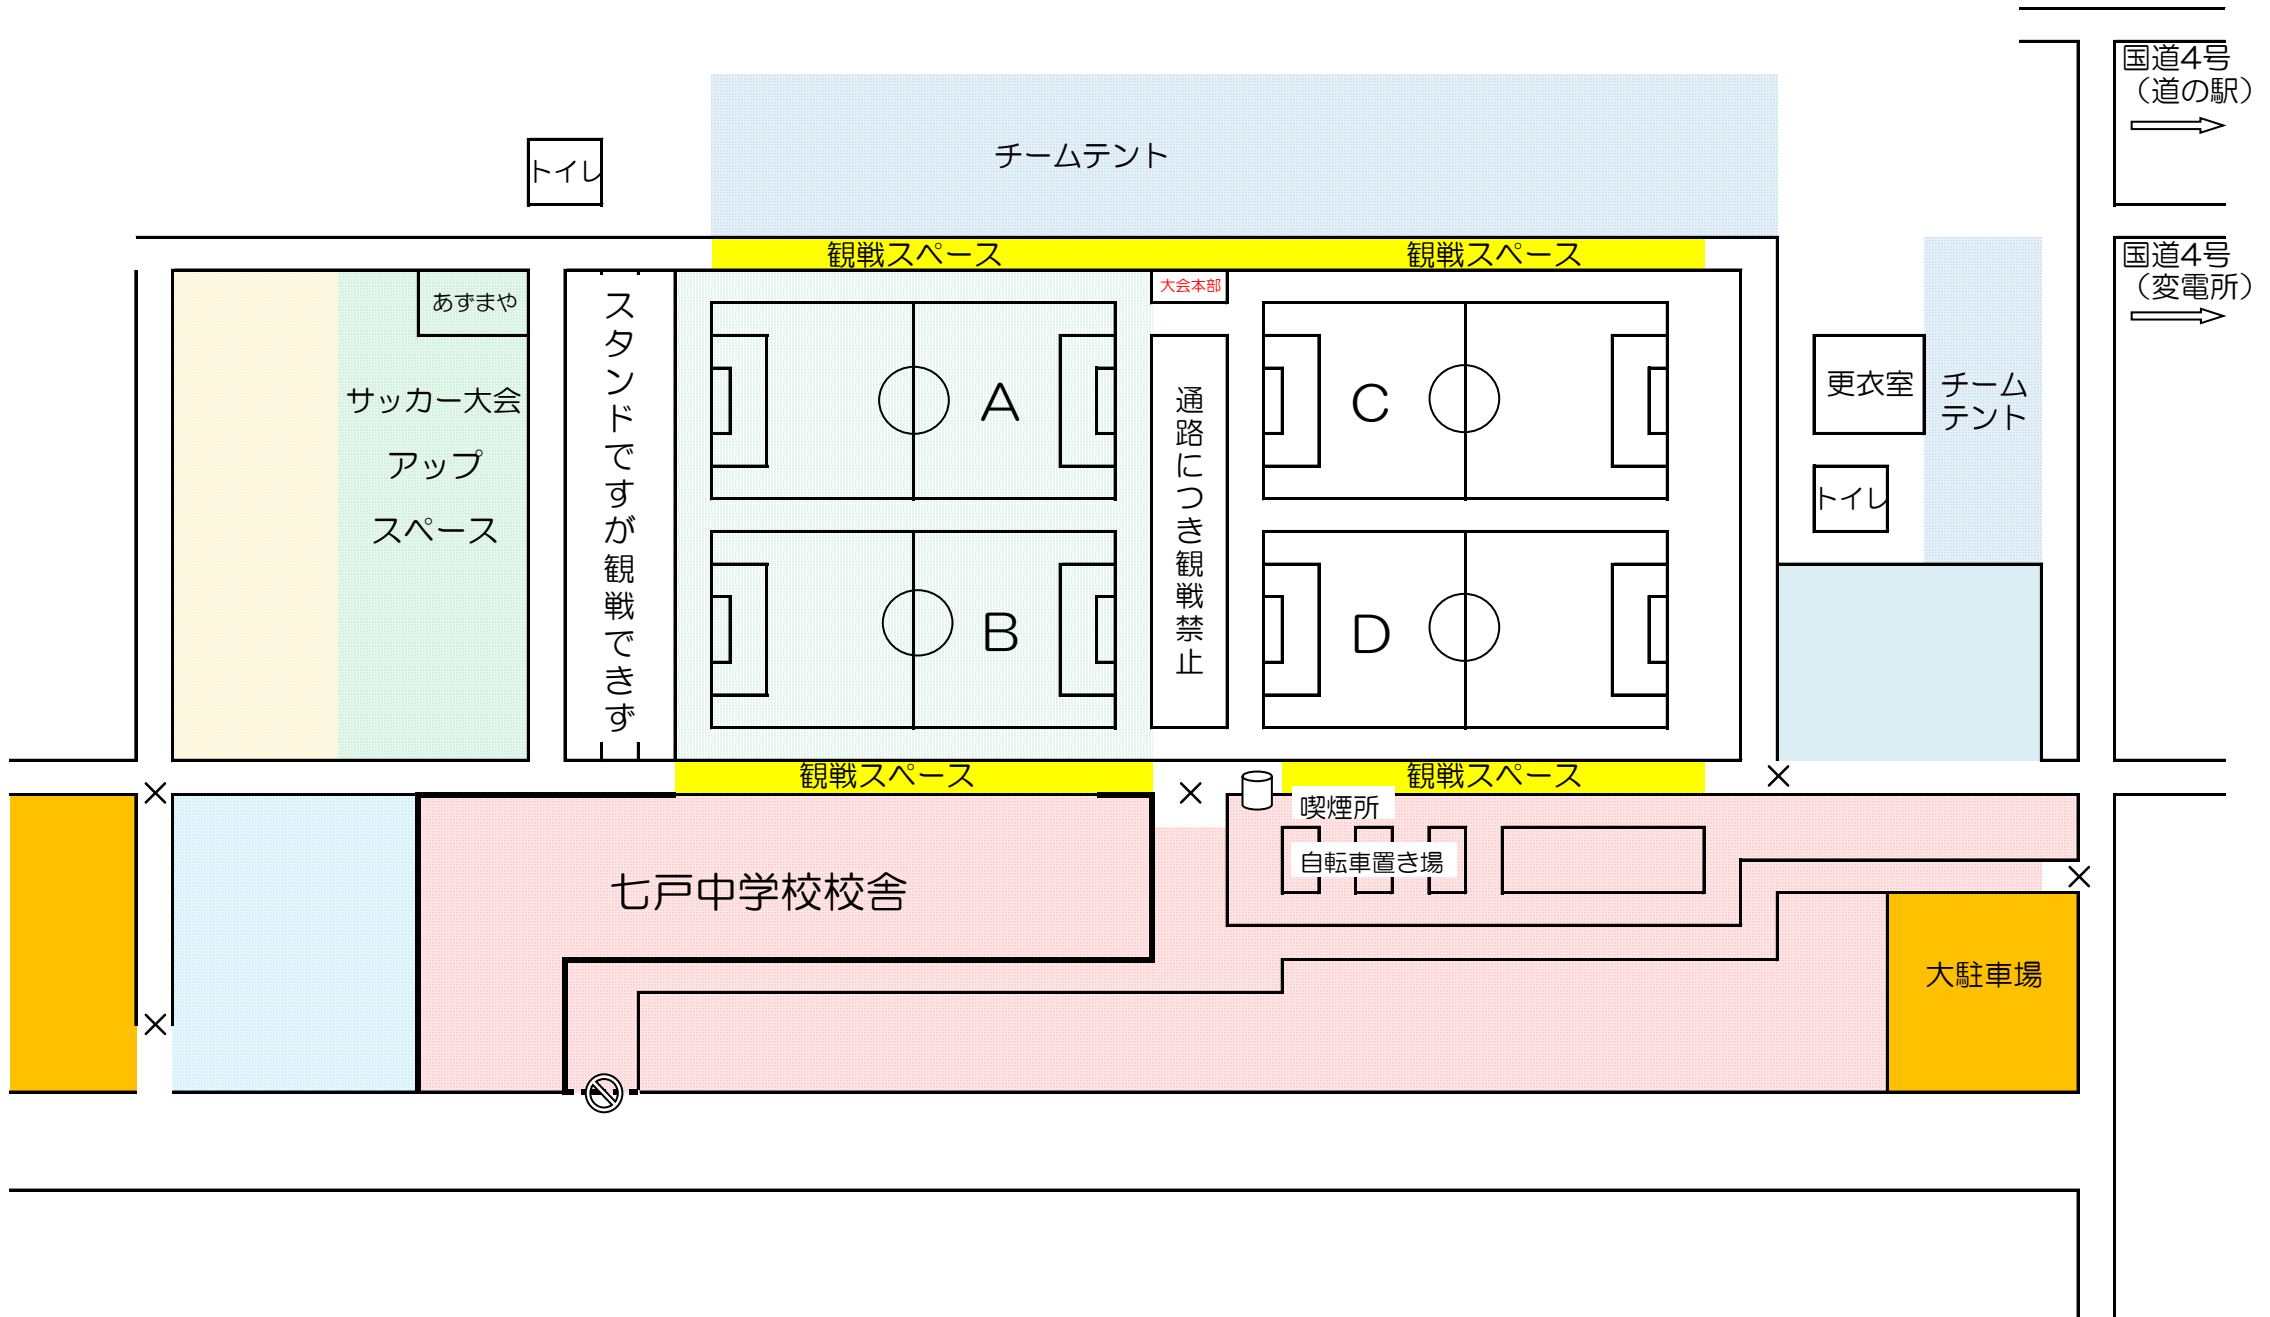 国道4号
(道の駅)
チームテント
トイレ
観戦スペース
観戦スペース
国道4号
(変電所)
大会本部
あずまや
スタンドですが観戦できず
サッカー大会
アップ
スペース
A
通路につき観戦禁止
C
更衣室
チーム
テント
トイレ
B
D
観戦スペース
観戦スペース
喫煙所
自転車置き場
七戸中学校校舎
大駐車場